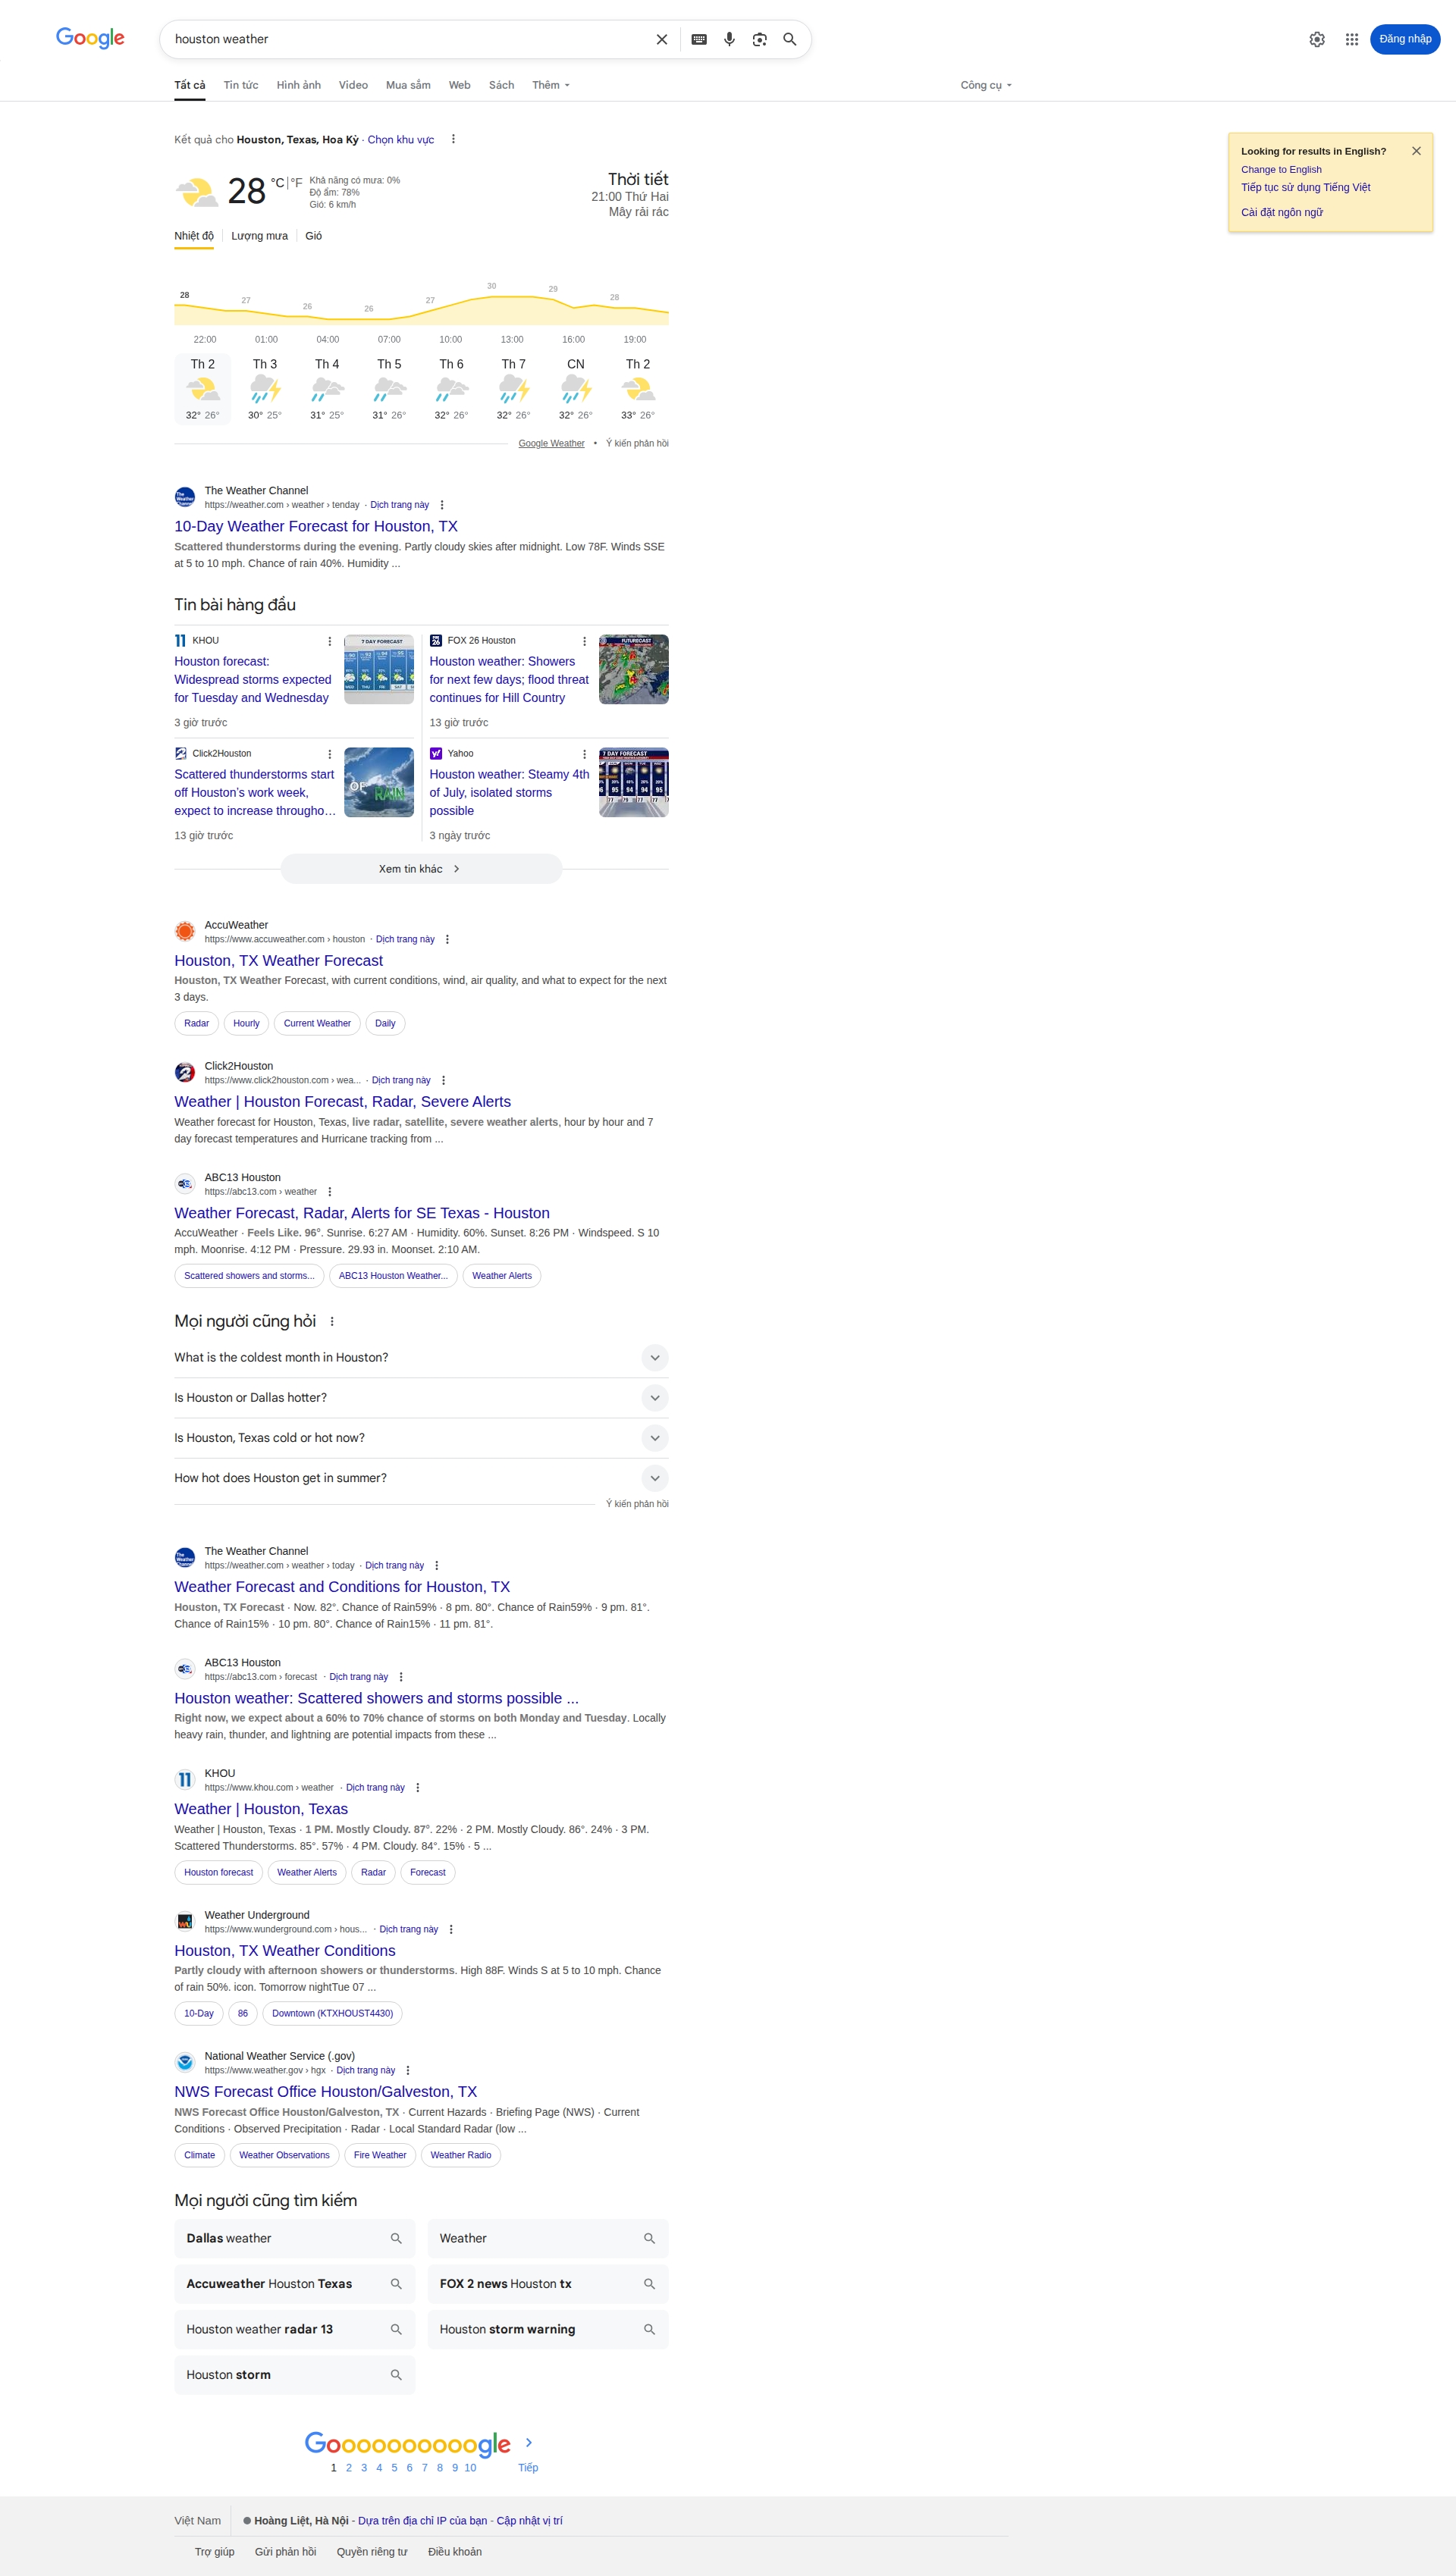 Google
houston weather
Đăng nhập
Tất cả
Tin tức
Hình ảnh
Video
Mua sắm
Web
Sách
Thêm
Công cụ
Kết quả cho Houston, Texas, Hoa Kỳ · Chọn khu vực
Looking for results in English?
Change to English
Tiếp tục sử dụng Tiếng Việt
Cài đặt ngôn ngữ
28 °C | °F
Khả năng có mưa: 0%
Độ ẩm: 78%
Gió: 6 km/h
Thời tiết
21:00 Thứ Hai
Mây rải rác
Nhiệt độ
Lượng mưa
Gió
28 27 26 26 27 30 29 28
22:00 01:00 04:00 07:00 10:00 13:00 16:00 19:00
Th 2 Th 3 Th 4 Th 5 Th 6 Th 7 CN Th 2
32° 26° 30° 25° 31° 25° 31° 26° 32° 26° 32° 26° 32° 26° 33° 26°
Google Weather • Ý kiến phản hồi
The Weather Channel
https://weather.com › weather › tenday · Dịch trang này
10-Day Weather Forecast for Houston, TX
Scattered thunderstorms during the evening. Partly cloudy skies after midnight. Low 78F. Winds SSE
at 5 to 10 mph. Chance of rain 40%. Humidity ...
Tin bài hàng đầu
KHOU
Houston forecast:
Widespread storms expected
for Tuesday and Wednesday
3 giờ trước
7 DAY FORECAST
FOX 26 Houston
Houston weather: Showers
for next few days; flood threat
continues for Hill Country
13 giờ trước
FUTURECAST
Click2Houston
Scattered thunderstorms start
off Houston's work week,
expect to increase througho…
13 giờ trước
OF
RAIN
Yahoo
Houston weather: Steamy 4th
of July, isolated storms
possible
3 ngày trước
7 DAY FORECAST
95 94 94 95
Xem tin khác
AccuWeather
https://www.accuweather.com › houston · Dịch trang này
Houston, TX Weather Forecast
Houston, TX Weather Forecast, with current conditions, wind, air quality, and what to expect for the next
3 days.
Radar
Hourly
Current Weather
Daily
Click2Houston
https://www.click2houston.com › wea... · Dịch trang này
Weather | Houston Forecast, Radar, Severe Alerts
Weather forecast for Houston, Texas, live radar, satellite, severe weather alerts, hour by hour and 7
day forecast temperatures and Hurricane tracking from ...
ABC13 Houston
https://abc13.com › weather
Weather Forecast, Radar, Alerts for SE Texas - Houston
AccuWeather · Feels Like. 96°. Sunrise. 6:27 AM · Humidity. 60%. Sunset. 8:26 PM · Windspeed. S 10
mph. Moonrise. 4:12 PM · Pressure. 29.93 in. Moonset. 2:10 AM.
Scattered showers and storms...
ABC13 Houston Weather...
Weather Alerts
Mọi người cũng hỏi
What is the coldest month in Houston?
Is Houston or Dallas hotter?
Is Houston, Texas cold or hot now?
How hot does Houston get in summer?
Ý kiến phản hồi
The Weather Channel
https://weather.com › weather › today · Dịch trang này
Weather Forecast and Conditions for Houston, TX
Houston, TX Forecast · Now. 82°. Chance of Rain59% · 8 pm. 80°. Chance of Rain59% · 9 pm. 81°.
Chance of Rain15% · 10 pm. 80°. Chance of Rain15% · 11 pm. 81°.
ABC13 Houston
https://abc13.com › forecast · Dịch trang này
Houston weather: Scattered showers and storms possible ...
Right now, we expect about a 60% to 70% chance of storms on both Monday and Tuesday. Locally
heavy rain, thunder, and lightning are potential impacts from these ...
KHOU
https://www.khou.com › weather · Dịch trang này
Weather | Houston, Texas
Weather | Houston, Texas · 1 PM. Mostly Cloudy. 87°. 22% · 2 PM. Mostly Cloudy. 86°. 24% · 3 PM.
Scattered Thunderstorms. 85°. 57% · 4 PM. Cloudy. 84°. 15% · 5 ...
Houston forecast
Weather Alerts
Radar
Forecast
Weather Underground
https://www.wunderground.com › hous... · Dịch trang này
Houston, TX Weather Conditions
Partly cloudy with afternoon showers or thunderstorms. High 88F. Winds S at 5 to 10 mph. Chance
of rain 50%. icon. Tomorrow nightTue 07 ...
10-Day
86
Downtown (KTXHOUST4430)
National Weather Service (.gov)
https://www.weather.gov › hgx · Dịch trang này
NWS Forecast Office Houston/Galveston, TX
NWS Forecast Office Houston/Galveston, TX · Current Hazards · Briefing Page (NWS) · Current
Conditions · Observed Precipitation · Radar · Local Standard Radar (low ...
Climate
Weather Observations
Fire Weather
Weather Radio
Mọi người cũng tìm kiếm
Dallas weather
Weather
Accuweather Houston Texas
FOX 2 news Houston tx
Houston weather radar 13
Houston storm warning
Houston storm
Goooooooooogle
1 2 3 4 5 6 7 8 9 10 Tiếp
Việt Nam
Hoàng Liệt, Hà Nội - Dựa trên địa chỉ IP của bạn - Cập nhật vị trí
Trợ giúp
Gửi phản hồi
Quyền riêng tư
Điều khoản